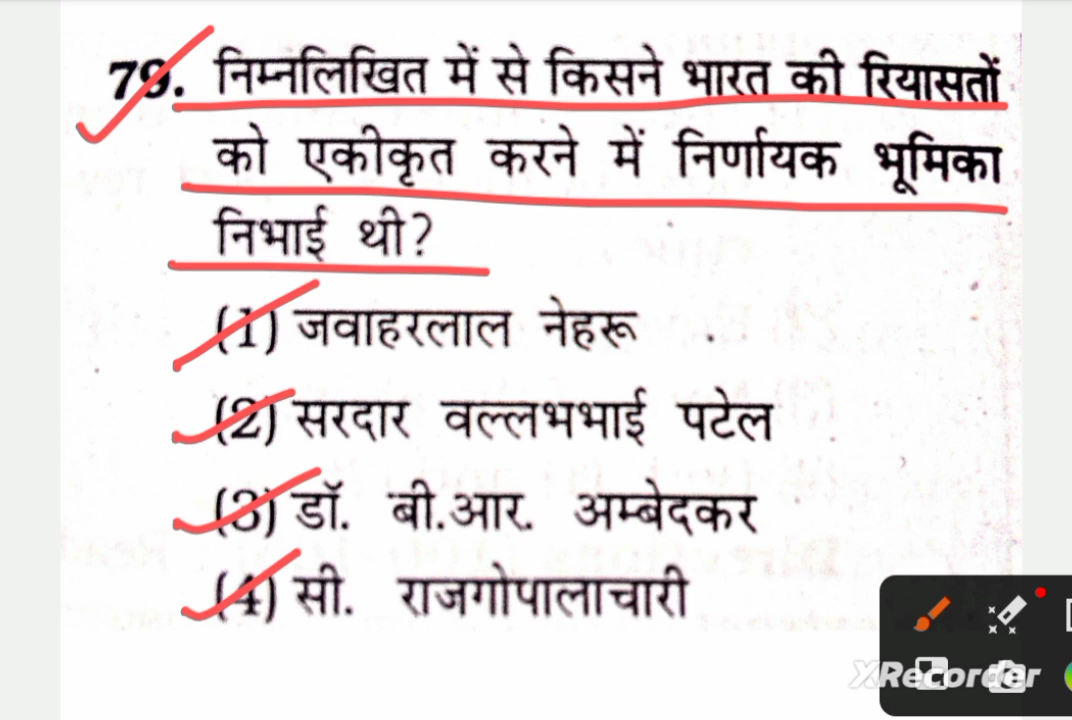 79. निम्नलिखित में से किसने भारत की रियासतों
को एकीकृत करने में निर्णायक भूमिका
निभाई थी?
(1) जवाहरलाल नेहरू
(2) सरदार वल्लभभाई पटेल
(3) डॉ. बी.आर. अम्बेदकर
(4) सी. राजगोपालाचारी
XRecorder